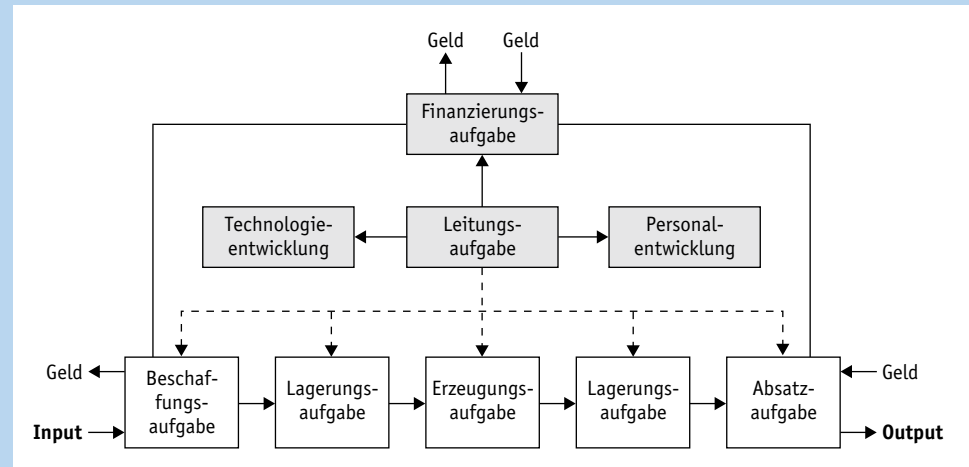 Geld Geld
Finanzierungs-
aufgabe
Technologie-
entwicklung
Leitungs-
aufgabe
Personal-
entwicklung
Geld
Input
Beschaf-
fungs-
aufgabe
Lagerungs-
aufgabe
Erzeugungs-
aufgabe
Lagerungs-
aufgabe
Absatz-
aufgabe
Geld
Output